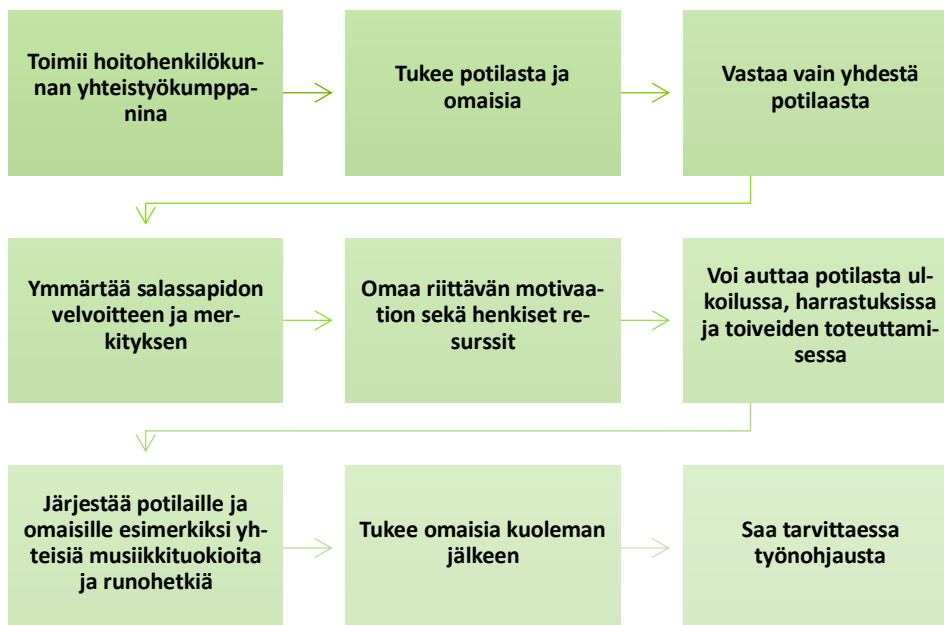 Toimii hoitohenkilökun-
nan yhteistyökumppa-
nina
Tukee potilasta ja
omaisia
Vastaa vain yhdestä
potilaasta
Ymmärtää salassapidon
velvoitteen ja mer-
kityksen
Omaa riittävän motivaa-
tion sekä henkiset re-
surssit
Voi auttaa potilasta ul-
koilussa, harrastuksissa
ja toiveiden toteuttami-
sessa
Järjestää potilaille ja
omaisille esimerkiksi yh-
teisiä musiikkituokioita
ja runohetkiä
Tukee omaisia kuoleman
jälkeen
Saa tarvittaessa
työnohjausta